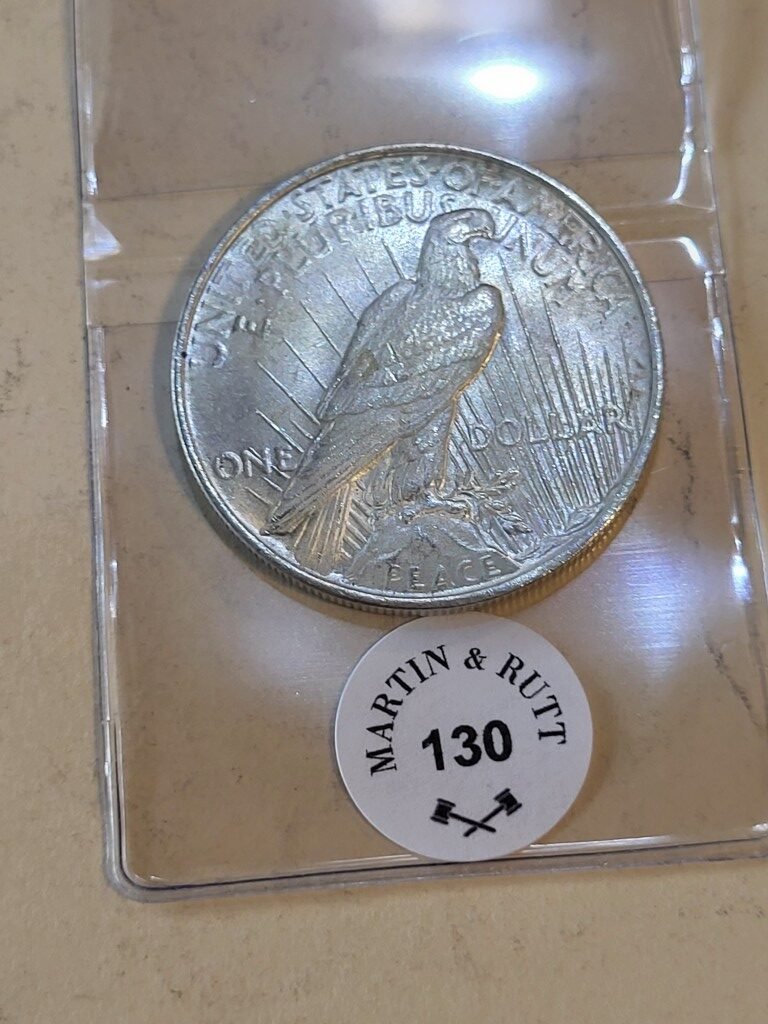 UNITED·STATES·OF·AMERICA
E·PLURIBUS UNUM
ONE DOLLAR
PEACE
MARTIN & RUTT
130